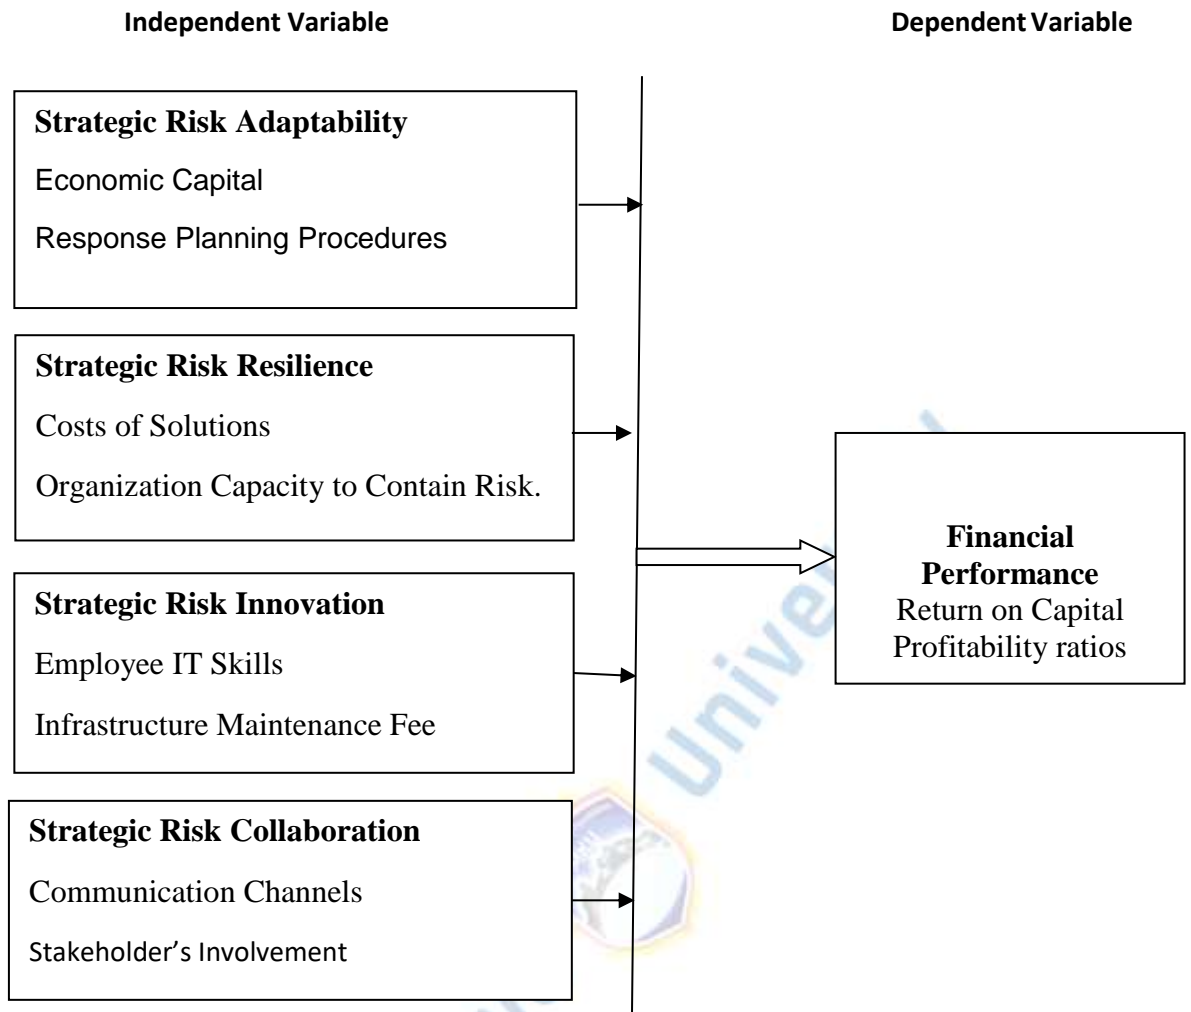 Independent Variable
Dependent Variable
Strategic Risk Adaptability
Economic Capital
Response Planning Procedures
Strategic Risk Resilience
Costs of Solutions
Organization Capacity to Contain Risk.
Strategic Risk Innovation
Employee IT Skills
Infrastructure Maintenance Fee
Strategic Risk Collaboration
Communication Channels
Stakeholder’s Involvement
Financial
Performance
Return on Capital
Profitability ratios